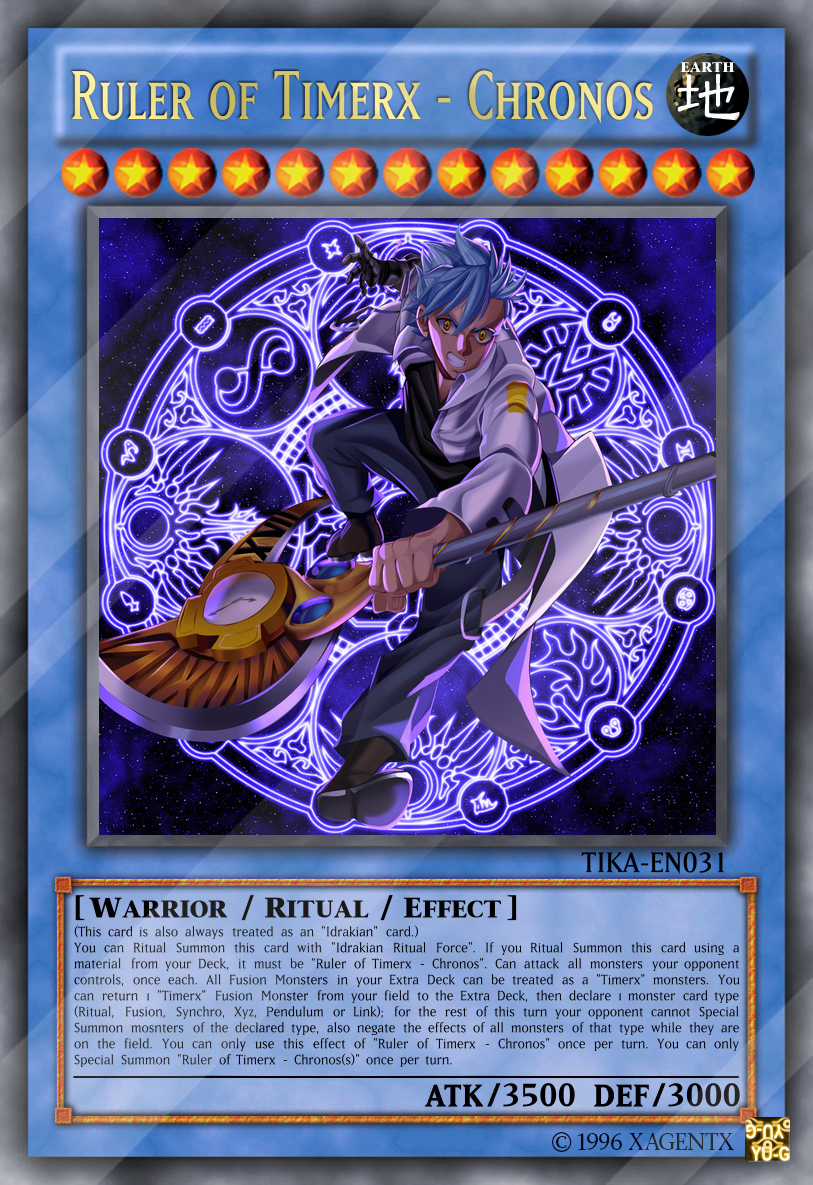 RULER OF TIMERX - CHRONOS
EARTH
地
TIKA-EN031
[ WARRIOR / RITUAL / EFFECT ]
(This card is also always treated as an "Idrakian" card.)
You can Ritual Summon this card with "Idrakian Ritual Force". If you Ritual Summon this card using a
material from your Deck, it must be "Ruler of Timerx - Chronos". Can attack all monsters your opponent
controls, once each. All Fusion Monsters in your Extra Deck can be treated as a "Timerx" monsters. You
can return 1 "Timerx" Fusion Monster from your field to the Extra Deck, then declare 1 monster card type
(Ritual, Fusion, Synchro, Xyz, Pendulum or Link); for the rest of this turn your opponent cannot Special
Summon mosnters of the declared type, also negate the effects of all monsters of that type while they are
on the field. You can only use this effect of "Ruler of Timerx - Chronos" once per turn. You can only
Special Summon "Ruler of Timerx - Chronos(s)" once per turn.
ATK/3500 DEF/3000
© 1996 XAGENTX